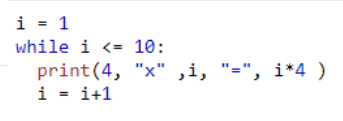 i = 1
while i <= 10:
  print(4, "x" ,i, "=", i*4 )
  i = i+1